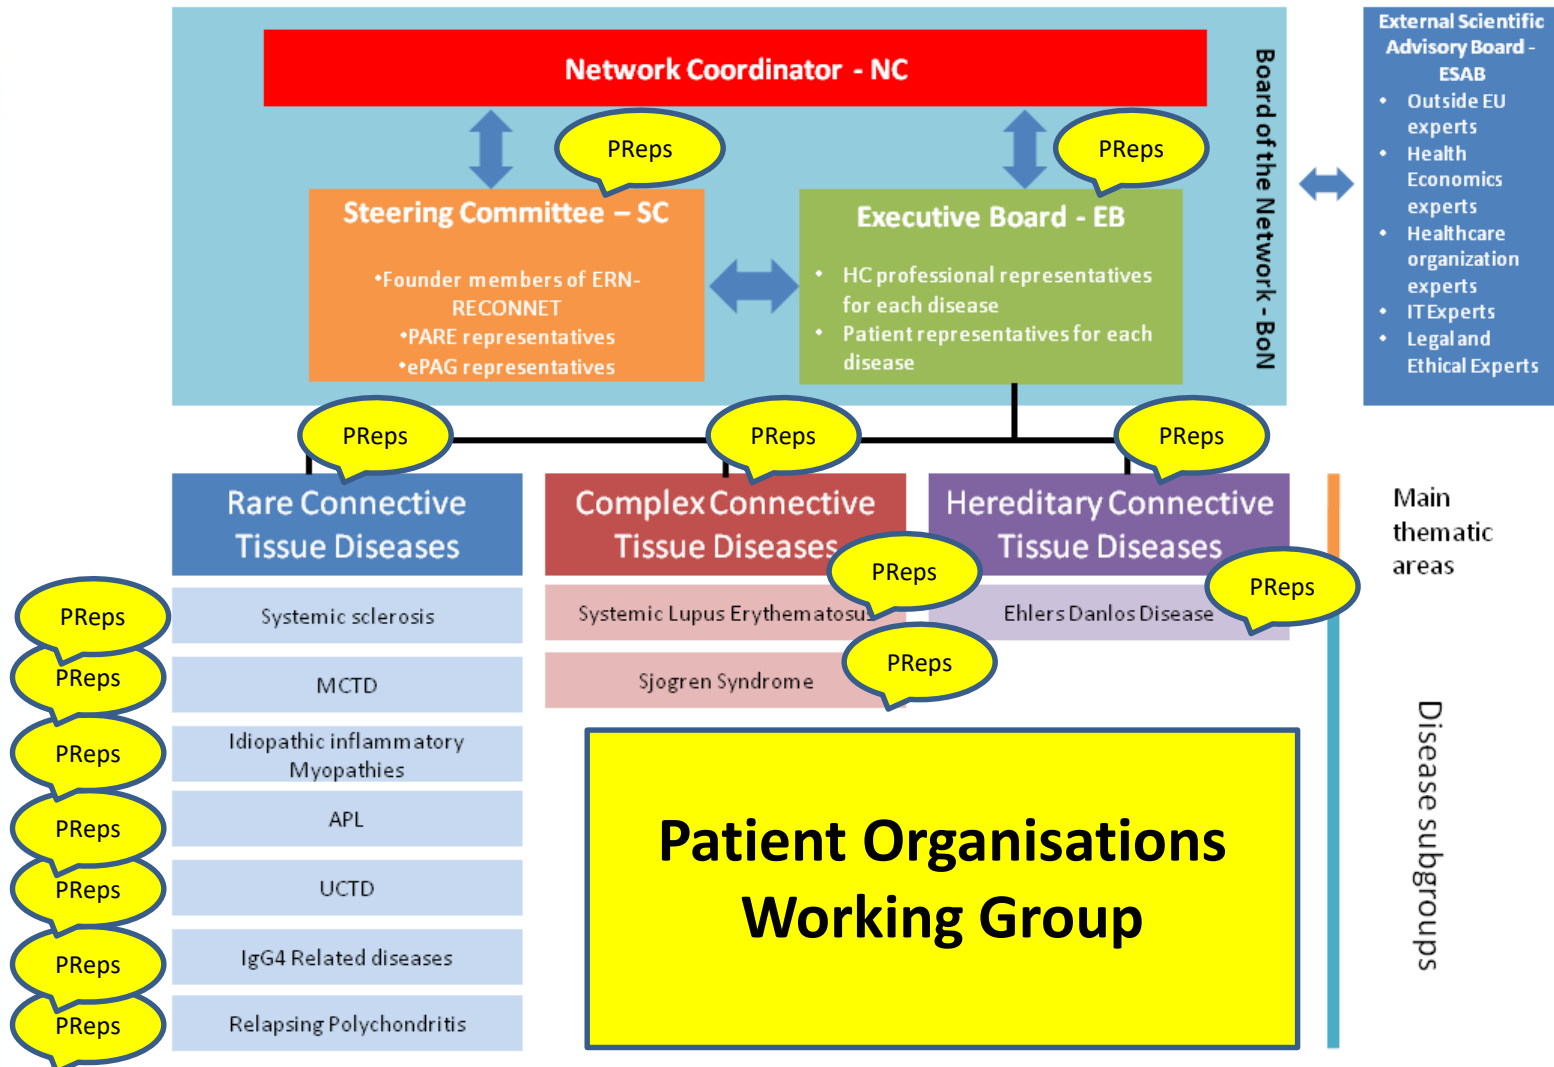 Network Coordinator - NC
PReps
PReps
Steering Committee – SC
•Founder members of ERN-
RECONNET
•PARE representatives
•ePAG representatives
Executive Board - EB
• HC professional representatives
for each disease
• Patient representatives for each
disease
Board of the Network - BoN
External Scientific
Advisory Board -
ESAB
• Outside EU
experts
• Health
Economics
experts
• Healthcare
organization
experts
• IT Experts
• Legal and
Ethical Experts
PReps
PReps
PReps
Rare Connective
Tissue Diseases
Complex Connective
Tissue Diseases
Hereditary Connective
Tissue Diseases
Main
thematic
areas
PReps
PReps
PReps
Systemic sclerosis
Systemic Lupus Erythematosus
Ehlers Danlos Disease
PReps
MCTD
PReps
Sjogren Syndrome
PReps
Idiopathic inflammatory
Myopathies
PReps
APL
PReps
UCTD
PReps
IgG4 Related diseases
PReps
Relapsing Polychondritis
Patient Organisations
Working Group
Disease subgroups